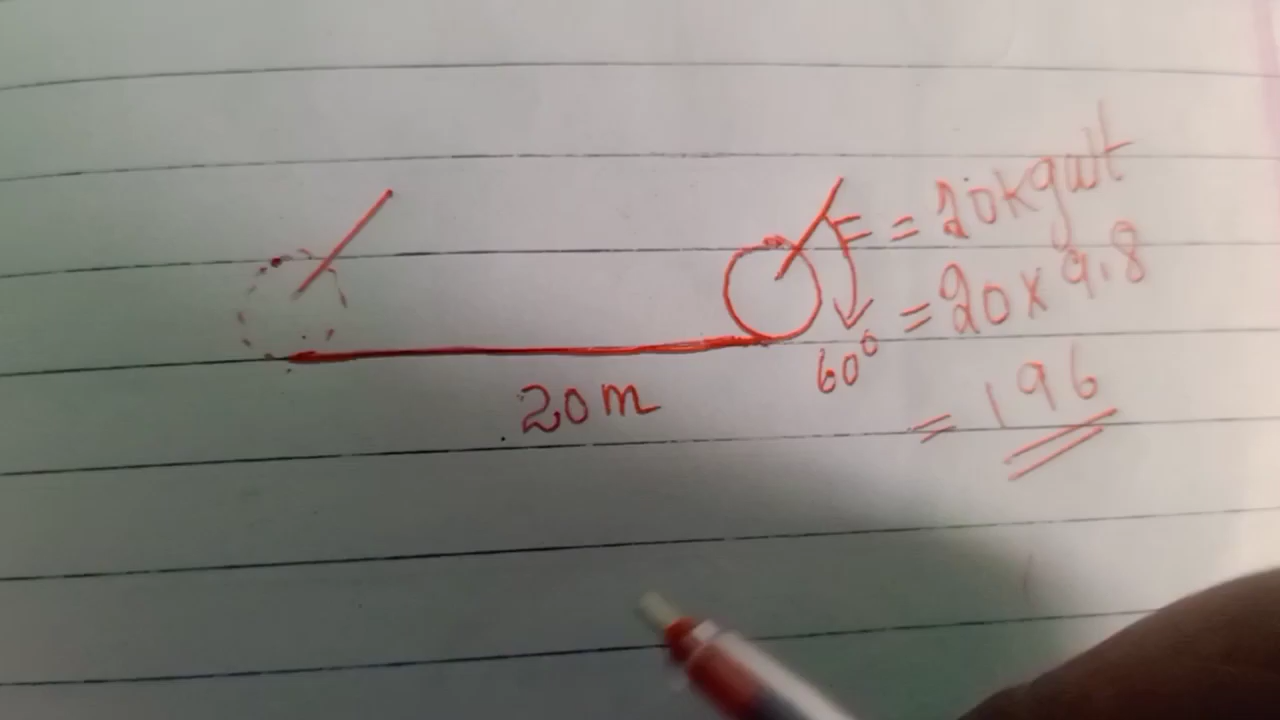 F = 20kgwt
= 20 x 9.8
60°
= 196
20m